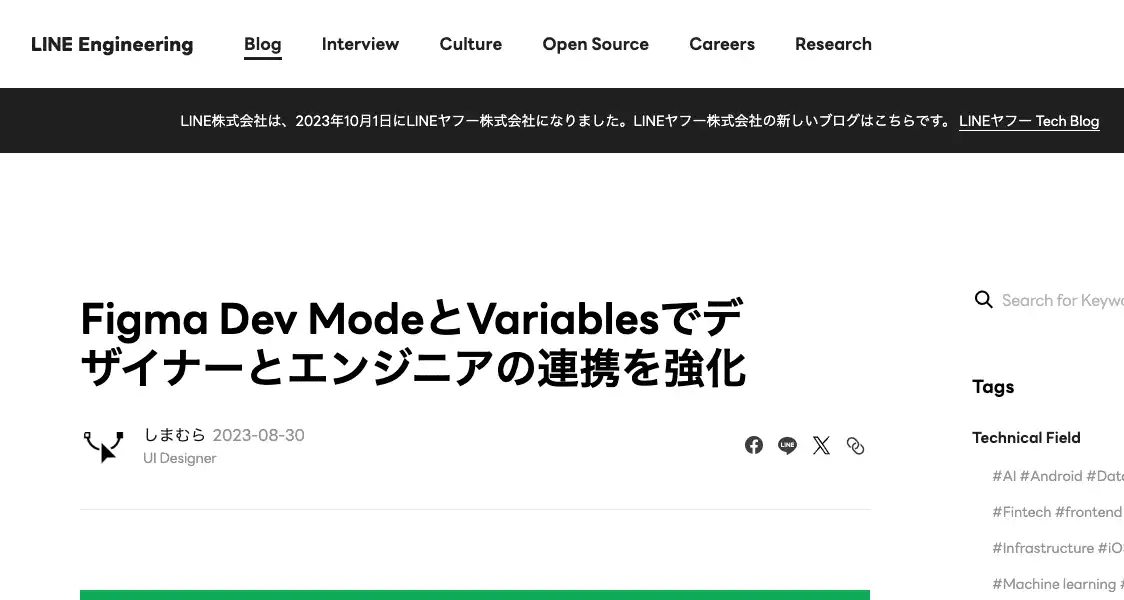 LINE Engineering Blog Interview Culture Open Source Careers Research
LINE株式会社は、2023年10月1日にLINEヤフー株式会社になりました。LINEヤフー株式会社の新しいブログはこちらです。 LINEヤフー Tech Blog
Figma Dev ModeとVariablesでデ
ザイナーとエンジニアの連携を強化
しまむら 2023-08-30
UI Designer
LINE
Search for
Tags
Technical Field
#AI #Android
#Fintech #frontend
#Infrastructure
#Machine learning